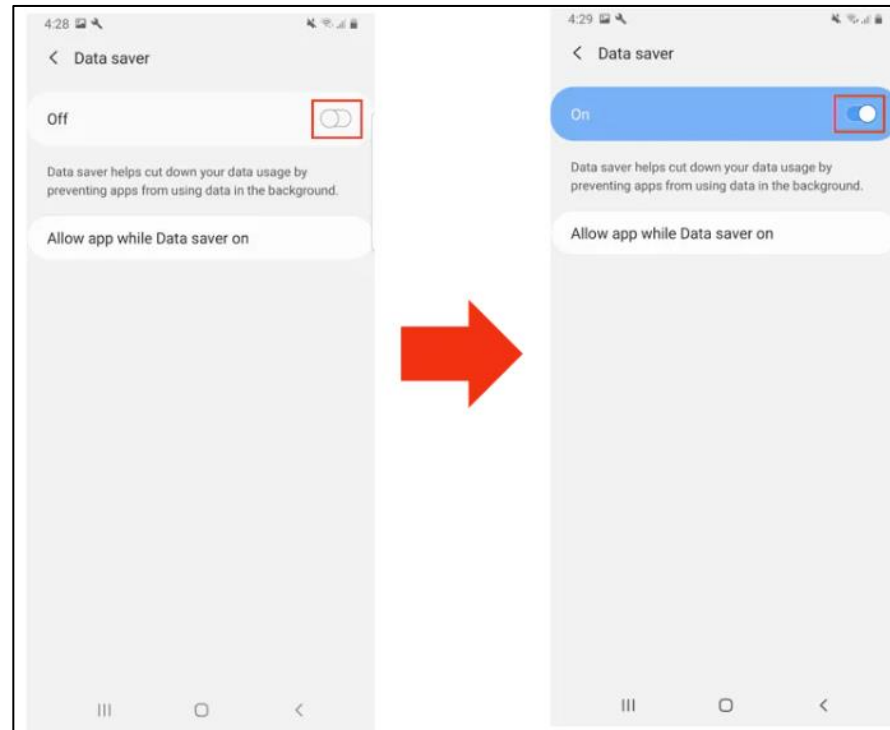 4:28
Data saver
Off
Data saver helps cut down your data usage by
preventing apps from using data in the background.
Allow app while Data saver on
4:29
Data saver
On
Data saver helps cut down your data usage by
preventing apps from using data in the background.
Allow app while Data saver on